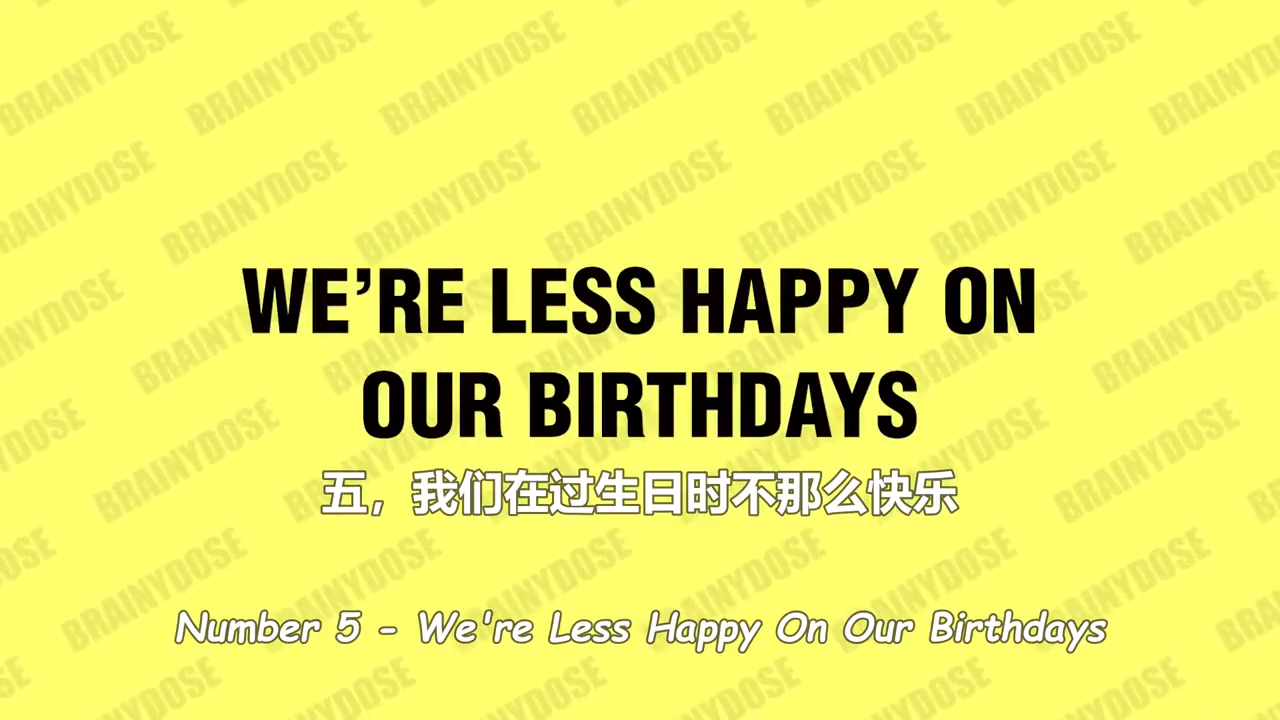 WE’RE LESS HAPPY ON
OUR BIRTHDAYS
五，我们在过生日时不那么快乐
Number 5 - We're Less Happy On Our Birthdays
BRAINYDOSE